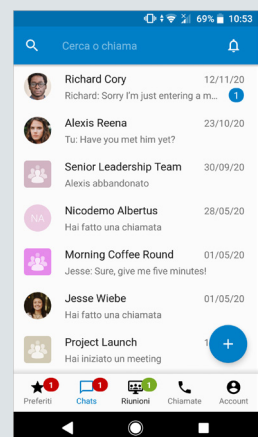 69% 10:53
Cerca o chiama
Richard Cory 12/11/20
Richard: Sorry I'm just entering a m... 1
Alexis Reena 23/10/20
Tu: Have you met him yet?
Senior Leadership Team 30/09/20
Alexis abbandonato
NA Nicodemo Albertus 28/05/20
Hai fatto una chiamata
Morning Coffee Round 01/05/20
Jesse: Sure, give me five minutes!
Jesse Wiebe 01/05/20
Hai fatto una chiamata
Project Launch 1
Hai iniziato un meeting
+
1 1 1
Preferiti Chats Riunioni Chiamate Account